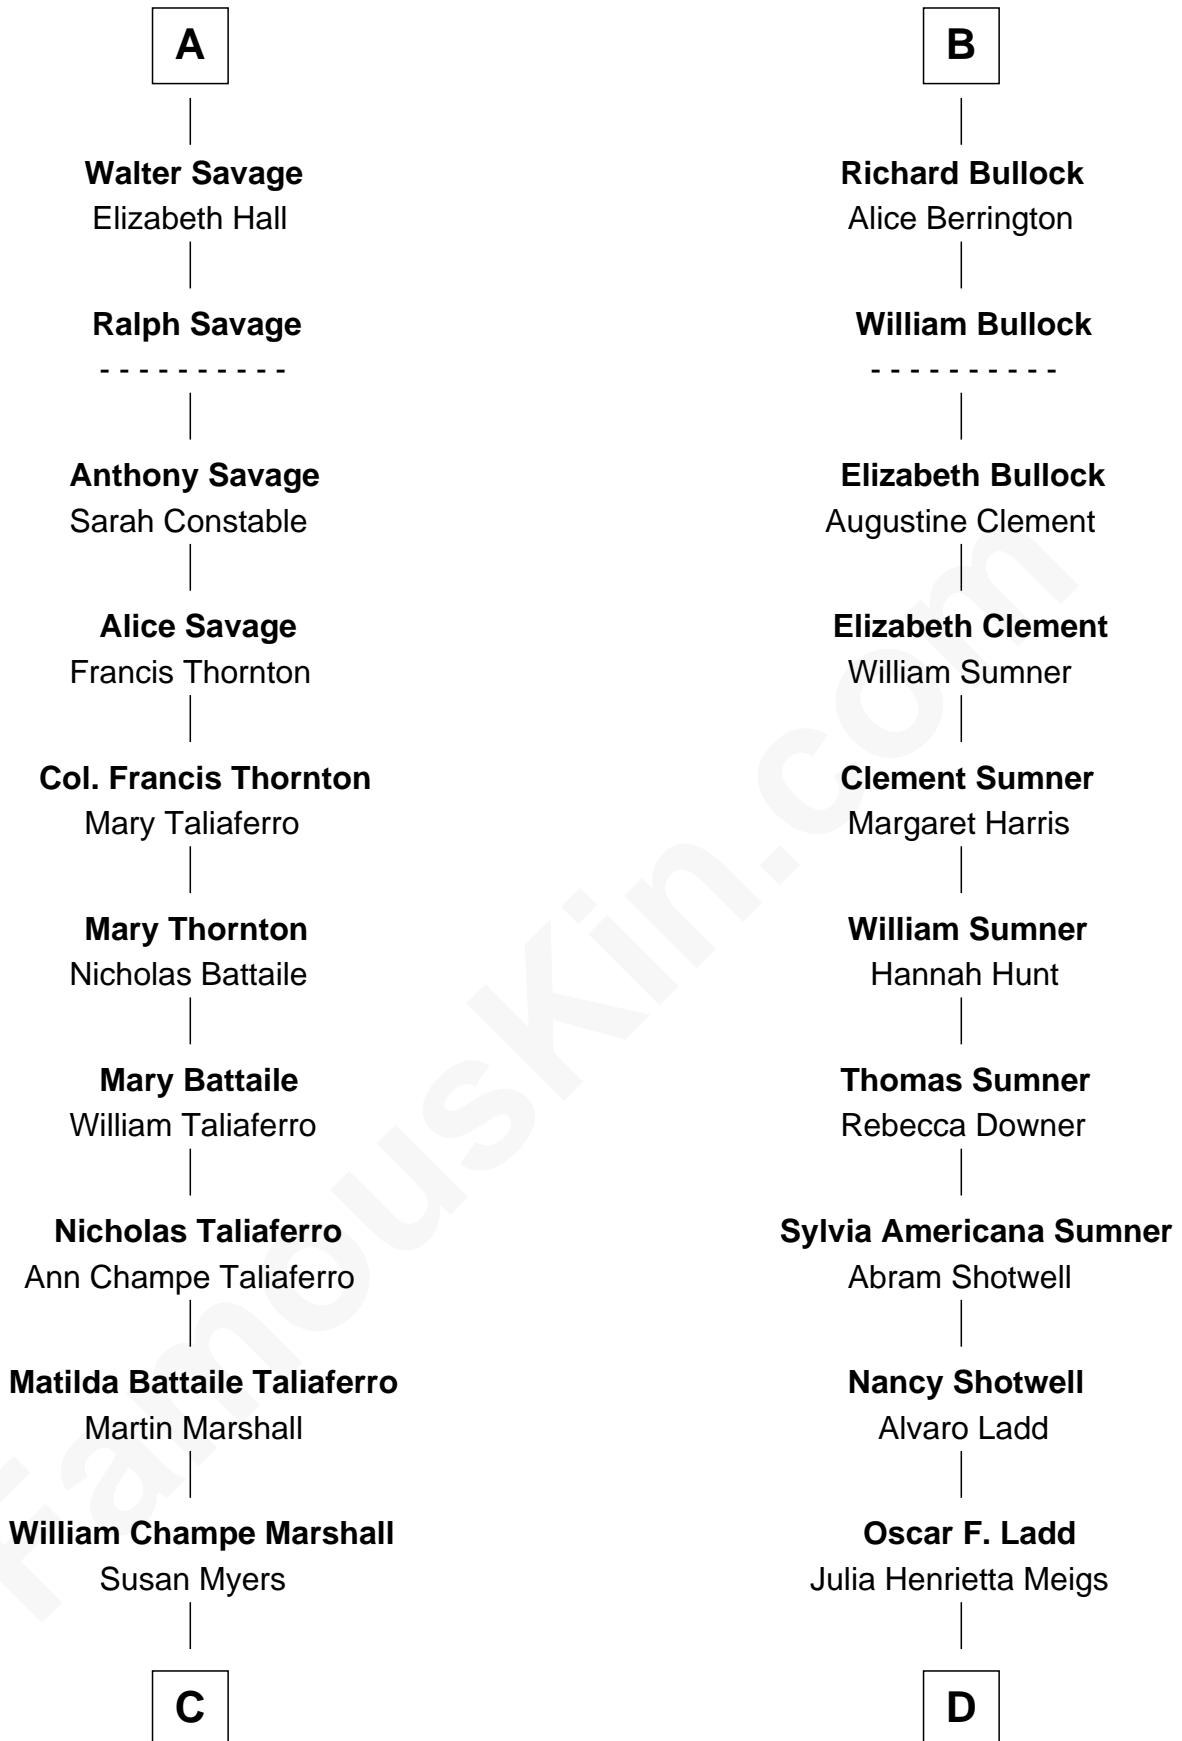 A
Walter Savage
Elizabeth Hall
Ralph Savage
- - - - - - - - - -
Anthony Savage
Sarah Constable
Alice Savage
Francis Thornton
Col. Francis Thornton
Mary Taliaferro
Mary Thornton
Nicholas Battaile
Mary Battaile
William Taliaferro
Nicholas Taliaferro
Ann Champe Taliaferro
Matilda Battaile Taliaferro
Martin Marshall
William Champe Marshall
Susan Myers
C
B
Richard Bullock
Alice Berrington
William Bullock
- - - - - - - - - -
Elizabeth Bullock
Augustine Clement
Elizabeth Clement
William Sumner
Clement Sumner
Margaret Harris
William Sumner
Hannah Hunt
Thomas Sumner
Rebecca Downer
Sylvia Americana Sumner
Abram Shotwell
Nancy Shotwell
Alvaro Ladd
Oscar F. Ladd
Julia Henrietta Meigs
D
FamousKin.com